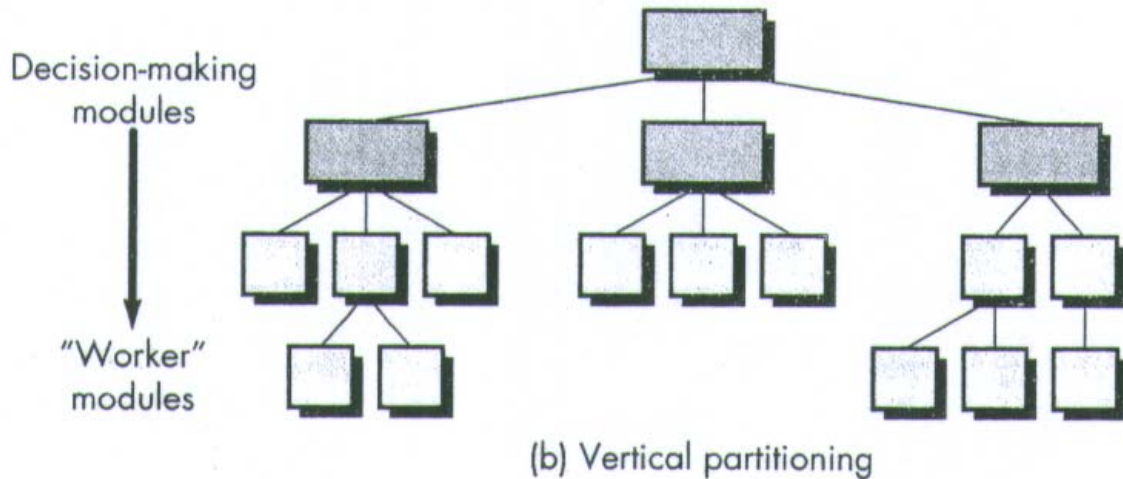 Decision-making
modules
"Worker"
modules
(b) Vertical partitioning